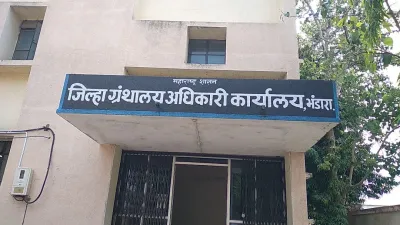 महाराष्ट्र शासन
जिल्हा ग्रंथालय अधिकारी कार्यालय, भंडारा.